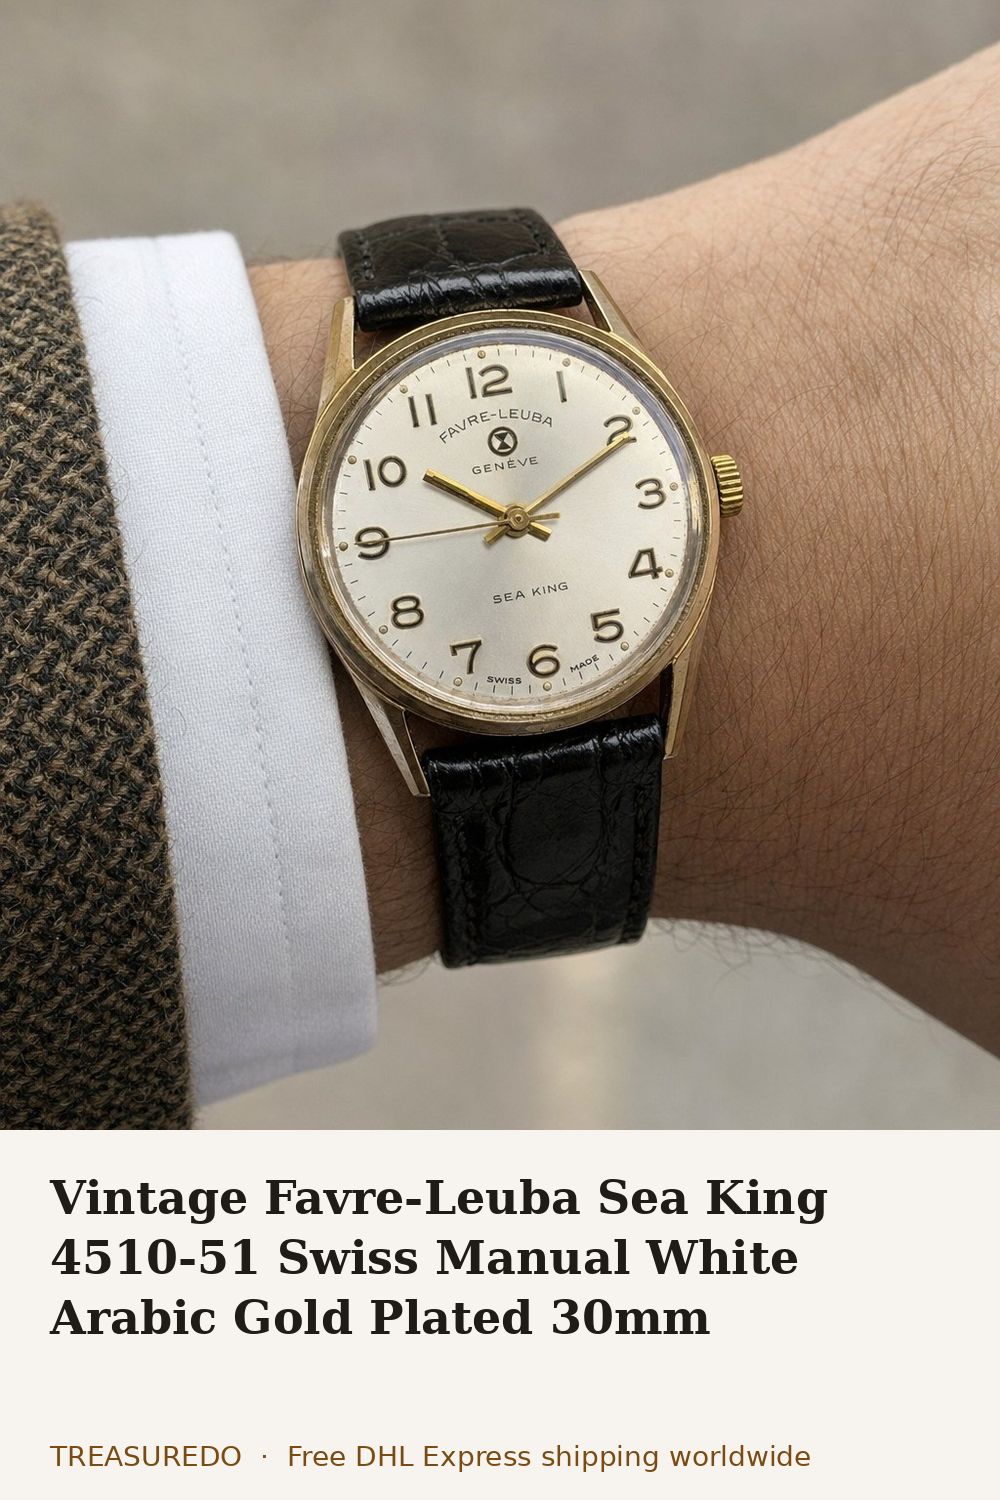 12
1
2
3
4
5
6
7
8
9
10
11
FAVRE-LEUBA
GENÈVE
SEA KING
SWISS MADE
Vintage Favre-Leuba Sea King
4510-51 Swiss Manual White
Arabic Gold Plated 30mm
TREASUREDO · Free DHL Express shipping worldwide